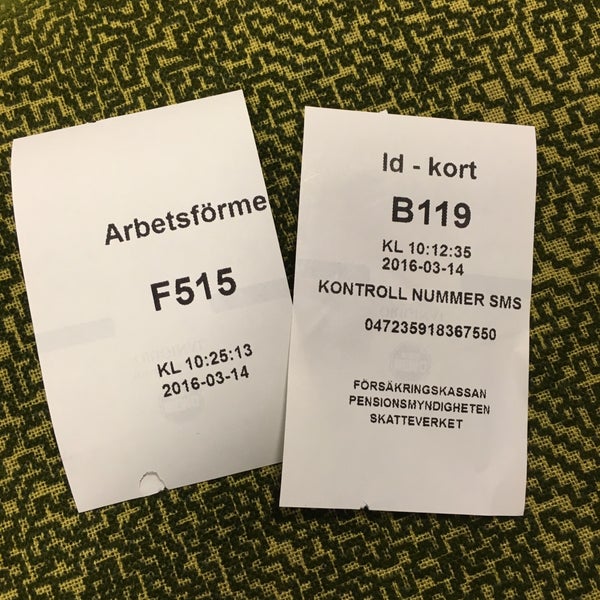 Arbetsförme
F515
KL 10:25:13
2016-03-14
Id - kort
B119
KL 10:12:35
2016-03-14
KONTROLL NUMMER SMS
047235918367550
FÖRSÄKRINGSKASSAN
PENSIONSMYNDIGHETEN
SKATTEVERKET